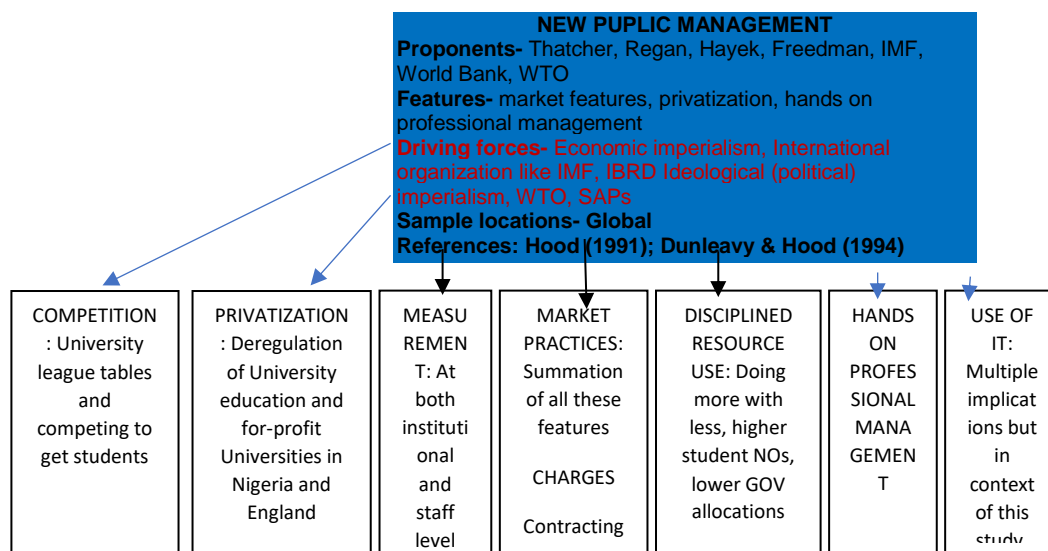 NEW PUPLIC MANAGEMENT
Proponents- Thatcher, Regan, Hayek, Freedman, IMF,
World Bank, WTO
Features- market features, privatization, hands on
professional management
Driving forces- Economic imperialism, International
organization like IMF, IBRD Ideological (political)
imperialism, WTO, SAPs
Sample locations- Global
References: Hood (1991); Dunleavy & Hood (1994)
COMPETITION
: University
league tables
and
competing to
get students
PRIVATIZATION
: Deregulation
of University
education and
for-profit
Universities in
Nigeria and
England
MEASU
REMEN
T: At
both
instituti
onal
and
staff
level
MARKET
PRACTICES:
Summation
of all these
features
CHARGES
Contracting
DISCIPLINED
RESOURCE
USE: Doing
more with
less, higher
student NOs,
lower GOV
allocations
HANDS
ON
PROFES
SIONAL
MANA
GEMEN
T
USE OF
IT:
Multiple
implicat
ions but
in
context
of this
study